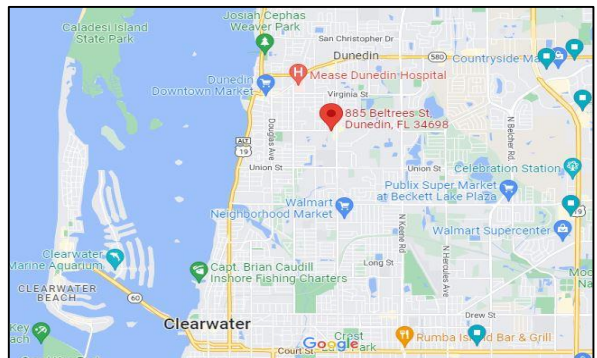 Josiah Cephas
Weaver Park
Caladesi Island
State Park
San Christopher Dr
Dunedin
580
Countryside Ma
H
Mease Dunedin Hospital
Dunedin
Downtown Market
Virginia St
885 Beltrees St,
Dunedin, FL 34698
Douglas Ave
N Belcher Rd
ALT
19
Union St
Union St
Celebration Station
Publix Super Market
at Beckett Lake Plaza
Walmart
Neighborhood Market
19
Walmart Supercenter
N Keene Rd
N Hercules Ave
Clearwater
Marine Aquarium
Long St
Capt. Brian Caudill
Inshore Fishing Charters
CLEARWATER
BEACH
60
Drew St
Clearwater
key
Beach
Google
Crest
Rumba Island Bar & Grill
Court St